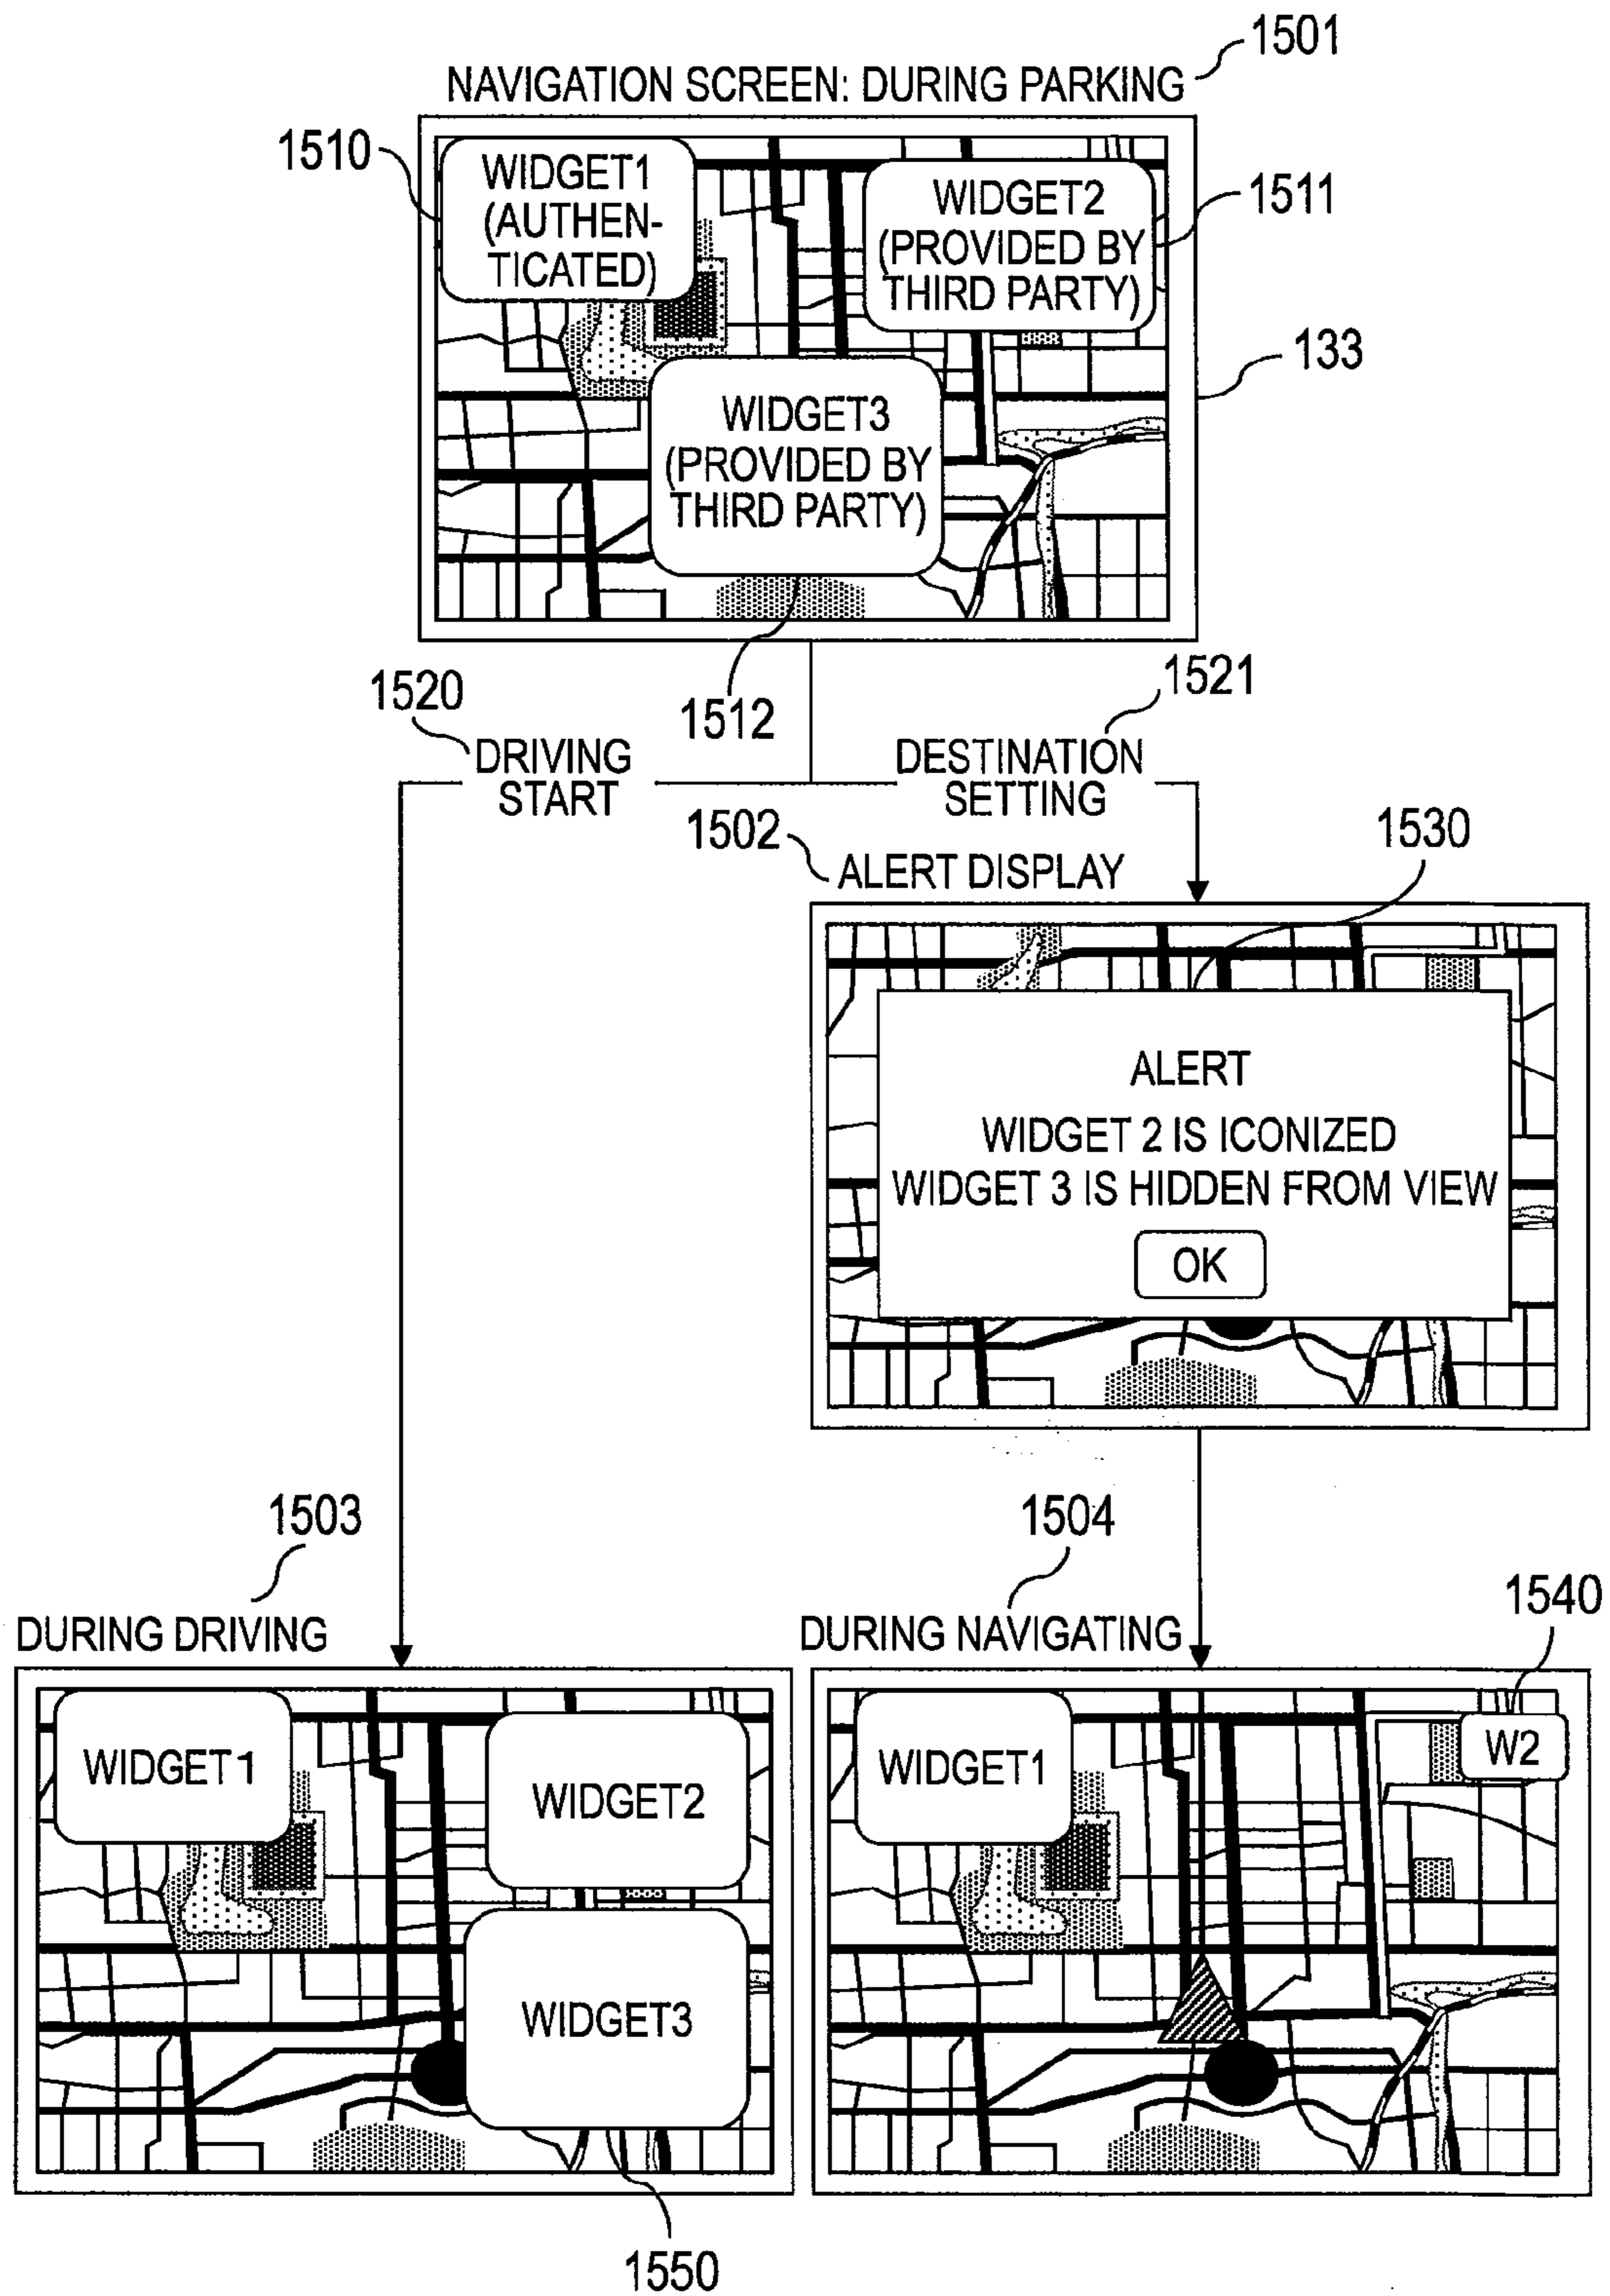 1501
NAVIGATION SCREEN: DURING PARKING
1510
WIDGET1
(AUTHEN-
TICATED)
WIDGET2
(PROVIDED BY
THIRD PARTY)
1511
133
WIDGET3
(PROVIDED BY
THIRD PARTY)
1512
1520
DRIVING
START
1521
DESTINATION
SETTING
1502
ALERT DISPLAY
1530
ALERT
WIDGET 2 IS ICONIZED
WIDGET 3 IS HIDDEN FROM VIEW
OK
1503
DURING DRIVING
WIDGET1
WIDGET2
WIDGET3
1550
1504
DURING NAVIGATING
1540
WIDGET1
W2